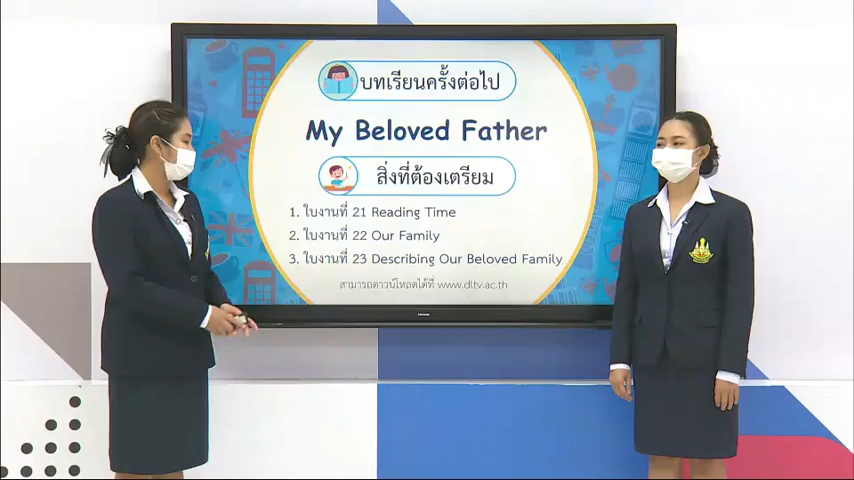 บทเรียนครั้งต่อไป
My Beloved Father
สิ่งที่ต้องเตรียม
1. ใบงานที่ 21 Reading Time
2. ใบงานที่ 22 Our Family
3. ใบงานที่ 23 Describing Our Beloved Family
สามารถดาวน์โหลดได้ที่ www.dltv.ac.th